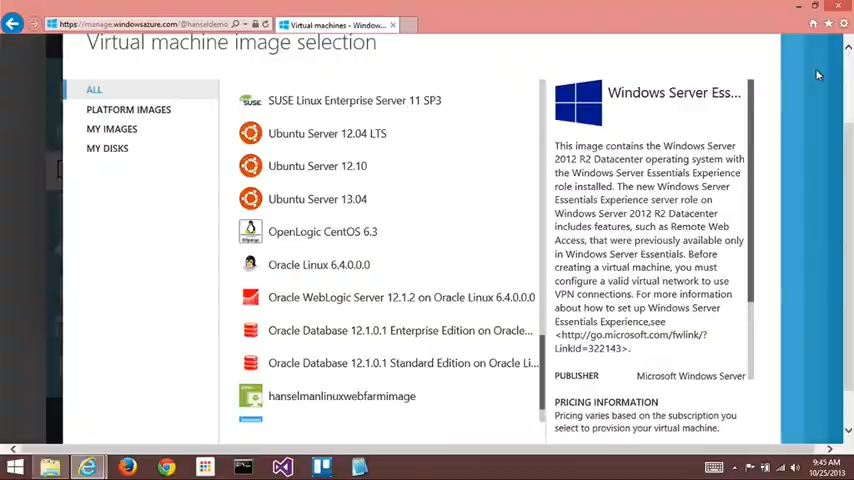 https://manage.windowsazure.com/@hanseldemo
Virtual machines - Window...
Virtual machine image selection
ALL
PLATFORM IMAGES
MY IMAGES
MY DISKS
SUSE Linux Enterprise Server 11 SP3
Ubuntu Server 12.04 LTS
Ubuntu Server 12.10
Ubuntu Server 13.04
OpenLogic CentOS 6.3
Oracle Linux 6.4.0.0.0
Oracle WebLogic Server 12.1.2 on Oracle Linux 6.4.0.0.0
Oracle Database 12.1.0.1 Enterprise Edition on Oracle...
Oracle Database 12.1.0.1 Standard Edition on Oracle Li...
hanselmanlinuxwebfarmimage
Windows Server Ess...
This image contains the Windows Server
2012 R2 Datacenter operating system with
the Windows Server Essentials Experience
role installed. The new Windows Server
Essentials Experience server role on
Windows Server 2012 R2 Datacenter
includes features, such as Remote Web
Access, that were previously available only
in Windows Server Essentials. Before
creating a virtual machine, you must
configure a valid virtual network to use
VPN connections. For more information
about how to set up Windows Server
Essentials Experience,see
<http://go.microsoft.com/fwlink/?
LinkId=322143>.
PUBLISHER Microsoft Windows Server
PRICING INFORMATION
Pricing varies based on the subscription you
select to provision your virtual machine.
9:45 AM
10/25/2013